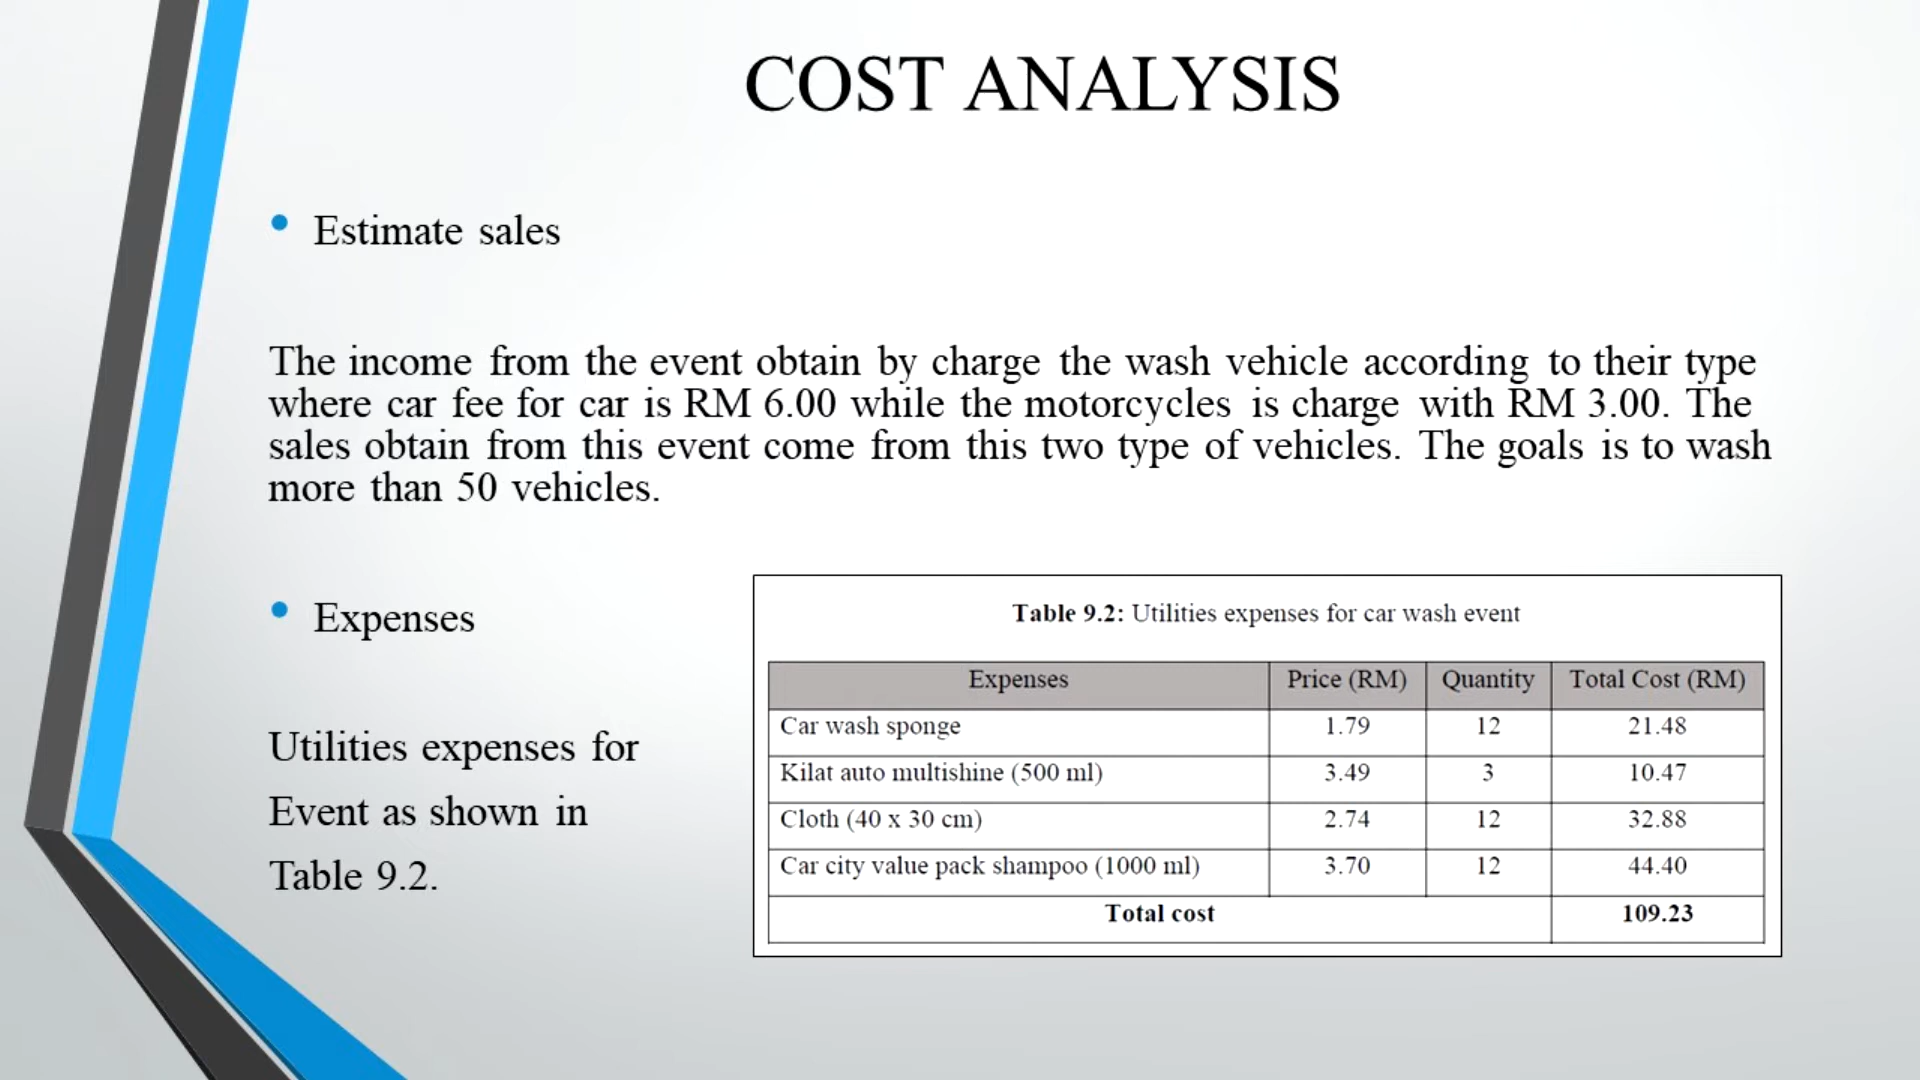 COST ANALYSIS
• Estimate sales
The income from the event obtain by charge the wash vehicle according to their type
where car fee for car is RM 6.00 while the motorcycles is charge with RM 3.00. The
sales obtain from this event come from this two type of vehicles. The goals is to wash
more than 50 vehicles.
• Expenses
Utilities expenses for
Event as shown in
Table 9.2.
Table 9.2: Utilities expenses for car wash event
Expenses Price (RM) Quantity Total Cost (RM)
Car wash sponge 1.79 12 21.48
Kilat auto multishine (500 ml) 3.49 3 10.47
Cloth (40 x 30 cm) 2.74 12 32.88
Car city value pack shampoo (1000 ml) 3.70 12 44.40
Total cost 109.23